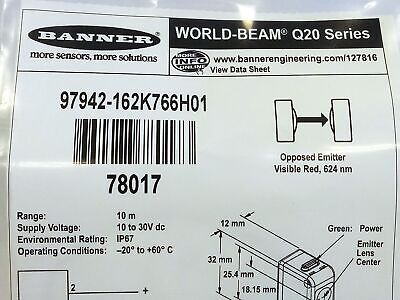 BANNER
more sensors, more solutions
WORLD-BEAM® Q20 Series
MORE INFO ONLINE
www.bannerengineering.com/127816
View Data Sheet
97942-162K766H01
78017
Opposed Emitter
Visible Red, 624 nm
Range: 10 m
Supply Voltage: 10 to 30V dc
Environmental Rating: IP67
Operating Conditions: –20° to +60° C
12 mm
Green: Power
Emitter
Lens
Center
32 mm
25.4 mm
18.15 mm
2
+